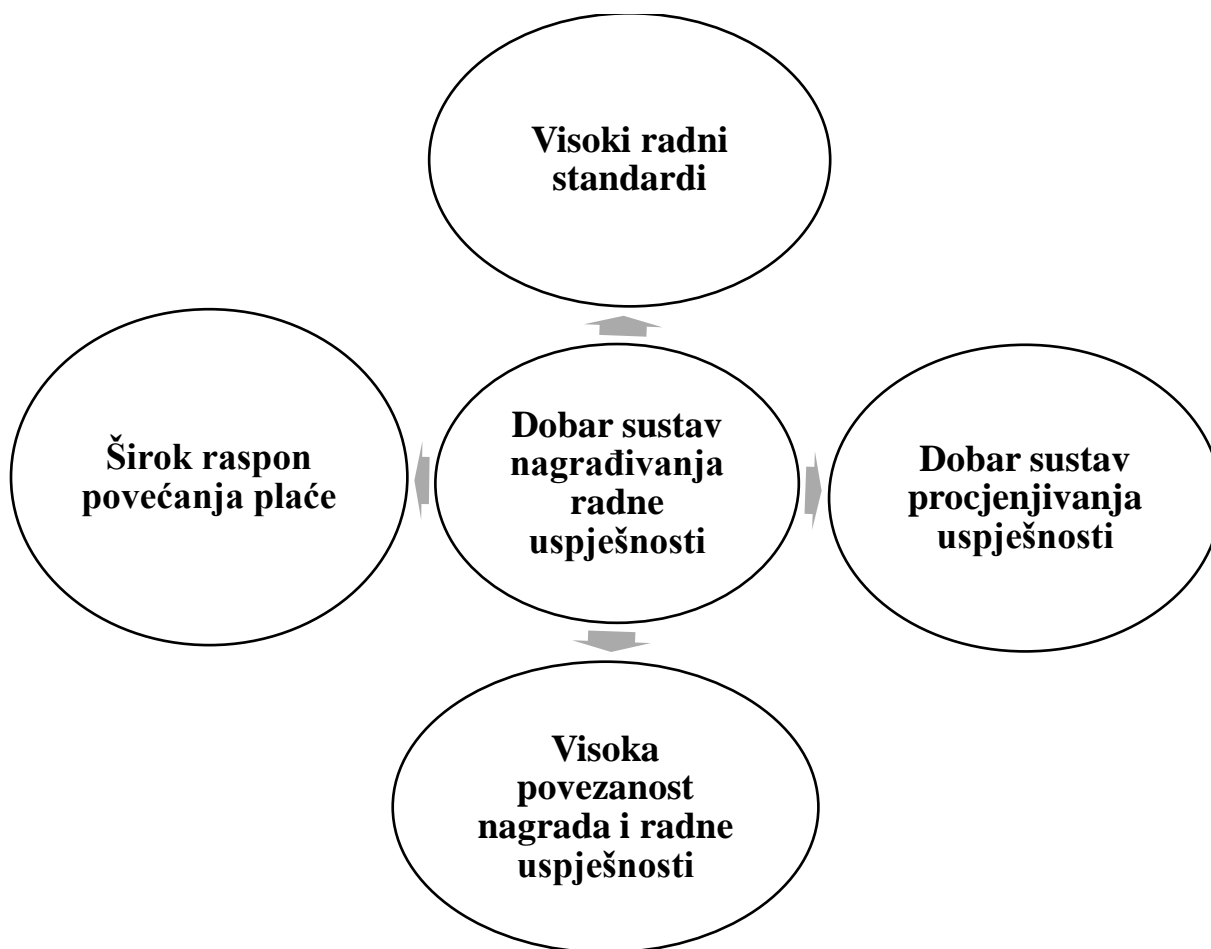 Visoki radni
standardi
Širok raspon
povećanja plaće
Dobar sustav
nagrađivanja
radne
uspješnosti
Dobar sustav
procjenjivanja
uspješnosti
Visoka
povezanost
nagrada i radne
uspješnosti